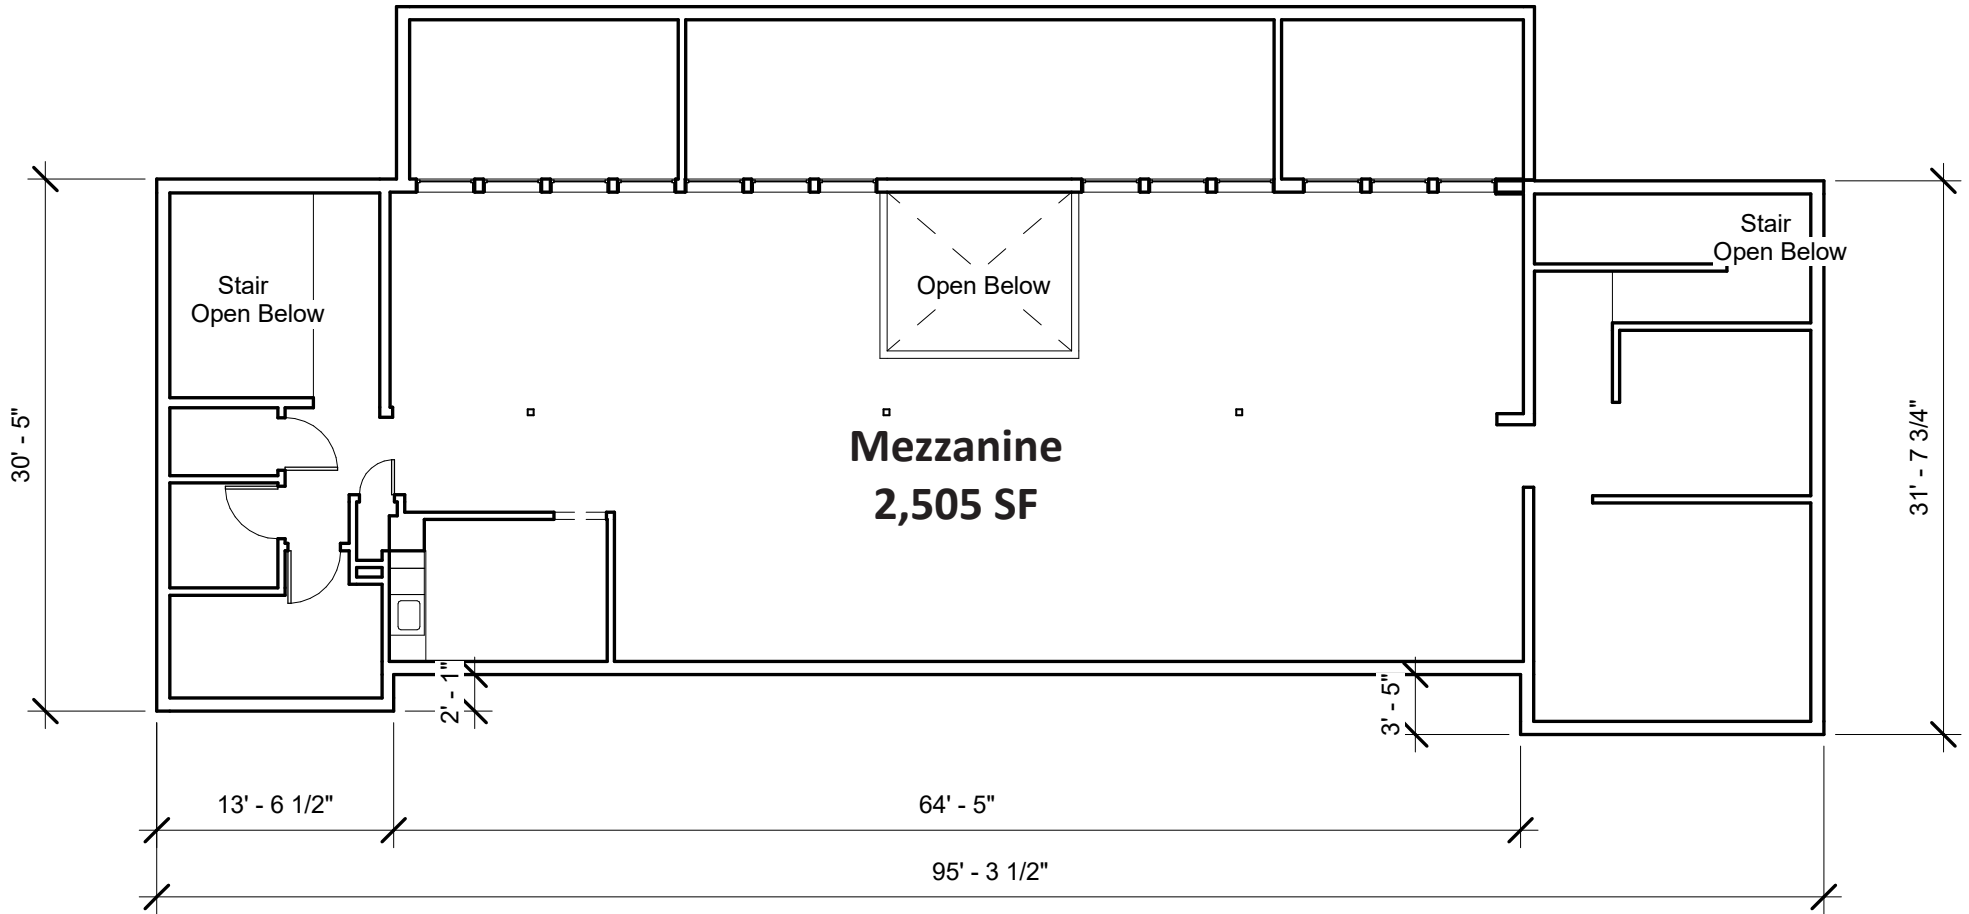 Stair
Open Below
Stair
Open Below
Open Below
30' - 5"
Mezzanine
2,505 SF
31' - 7 3/4"
2' - 1"
3' - 5"
13' - 6 1/2"
64' - 5"
95' - 3 1/2"